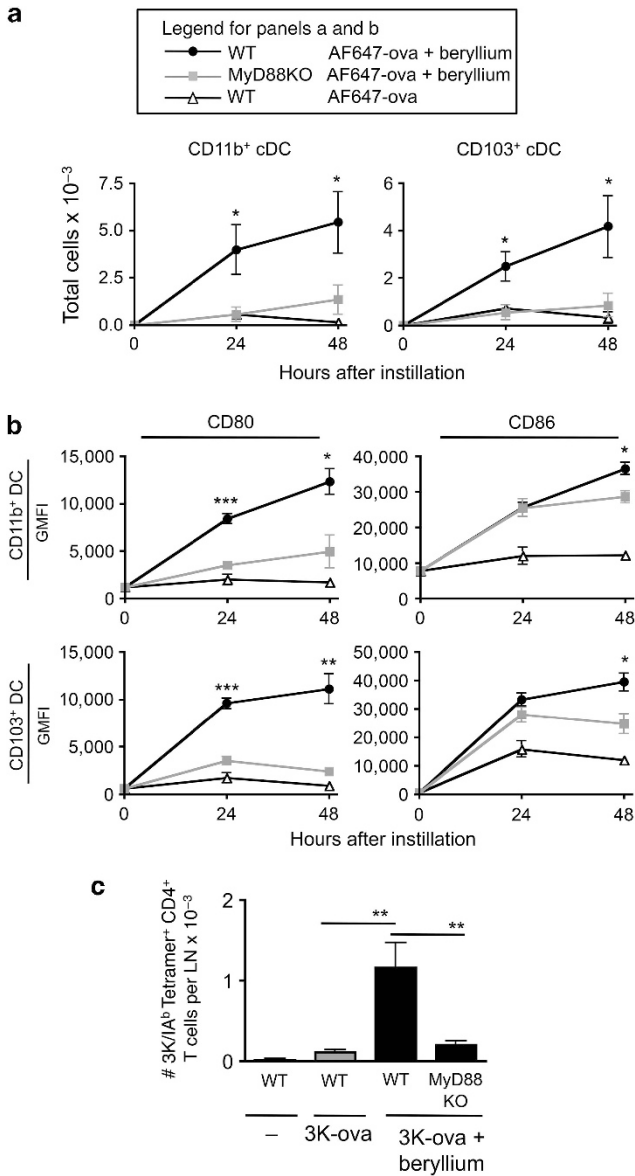 a
Legend for panels a and b
WT AF647-ova + beryllium
MyD88KO AF647-ova + beryllium
WT AF647-ova
CD11b⁺ cDC CD103⁺ cDC
Total cells x 10⁻³
7.5
5.0
2.5
0.0
0 24 48
*
*
6
4
2
0
0 24 48
*
*
Hours after instillation
b
CD80 CD86
CD11b⁺ DC
GMFI
15,000
10,000
5,000
0
0 24 48
***
*
40,000
30,000
20,000
10,000
0
0 24 48
*
CD103⁺ DC
GMFI
15,000
10,000
5,000
0
0 24 48
***
**
50,000
40,000
30,000
20,000
10,000
0
0 24 48
*
Hours after instillation
c
# 3K/IAᵇ Tetramer⁺ CD4⁺
T cells per LN x 10⁻³
2
1
0
** **
WT WT WT MyD88
KO
– 3K-ova 3K-ova +
beryllium